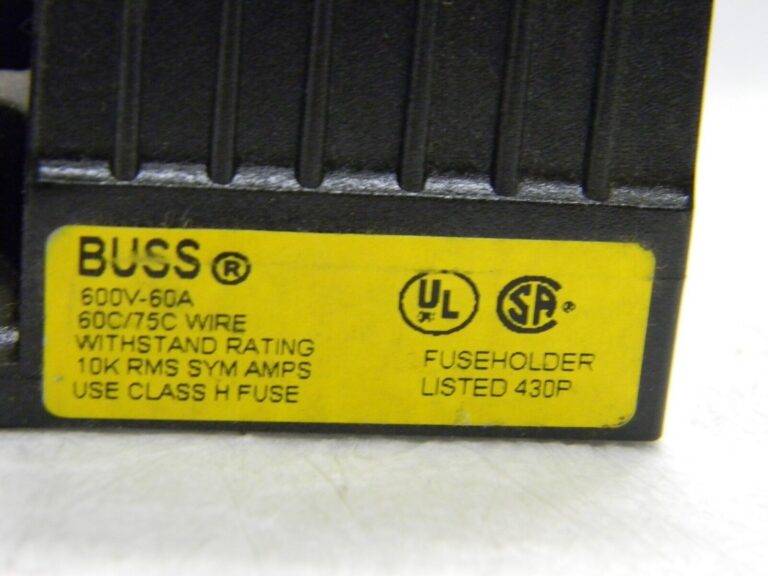 BUSS ®
600V-60A
60C/75C WIRE
WITHSTAND RATING
10K RMS SYM AMPS
USE CLASS H FUSE
UL
SA
FUSEHOLDER
LISTED 430P